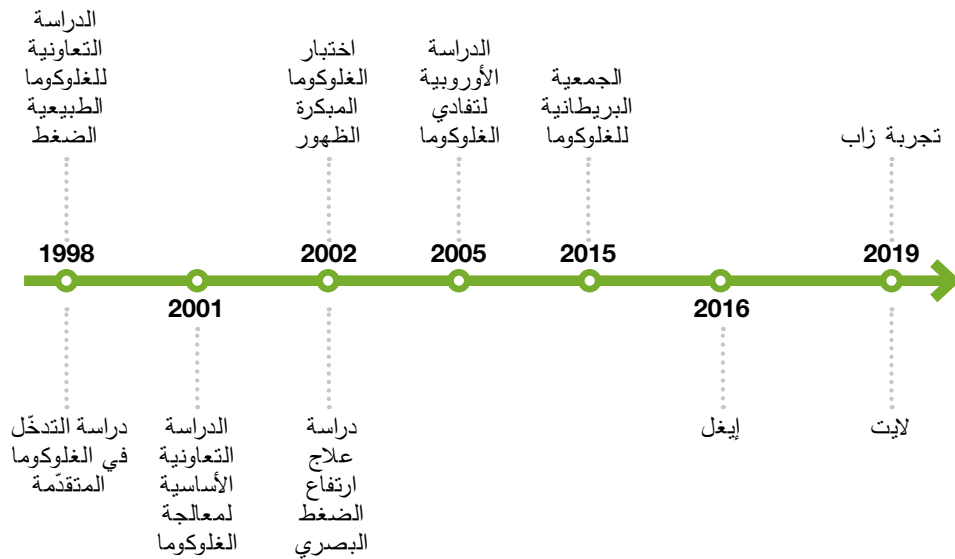 الدراسة
التعاونية
للغلوكوما
الطبيعية
الضغط
اختبار
الغلوكوما
المبكرة
الظهور
الدراسة
الأوروبية
لتفادي
الغلوكوما
الجمعية
البريطانية
للغلوكوما
تجربة زاب
1998
2002
2005
2015
2019
2001
2016
دراسة التدخّل
في الغلوكوما
المتقدّمة
الدراسة
التعاونية
الأساسية
لمعالجة
الغلوكوما
دراسة
علاج
ارتفاع
الضغط
البصري
إيغل
لايت